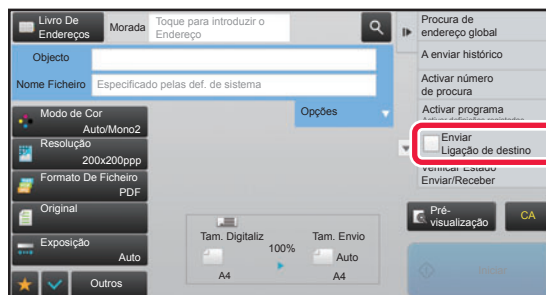 Livro De
Endereços
Morada
Toque para introduzir o
Endereço
Objecto
Nome Ficheiro
Especificado pelas def. de sistema
Opções
Modo de Cor
Auto/Mono2
Resolução
200x200ppp
Formato De Ficheiro
PDF
Original
Exposição
Auto
Outros
Tam. Digitaliz
100%
Tam. Envio
Auto
A4
A4
Procura de
endereço global
A enviar histórico
Activar número
de procura
Activar programa
Enviar
Ligação de destino
Verificar Estado
Enviar/Receber
Pré-
visualização
CA